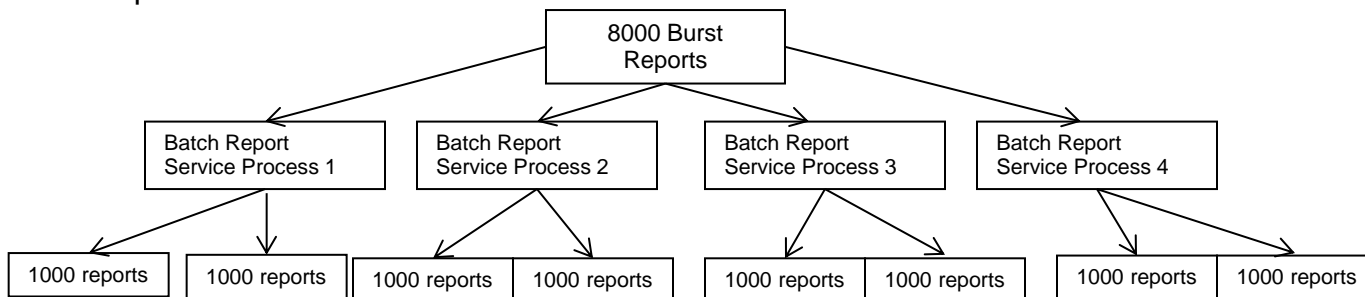 8000 Burst
Reports
Batch Report
Service Process 1
Batch Report
Service Process 2
Batch Report
Service Process 3
Batch Report
Service Process 4
1000 reports
1000 reports
1000 reports
1000 reports
1000 reports
1000 reports
1000 reports
1000 reports